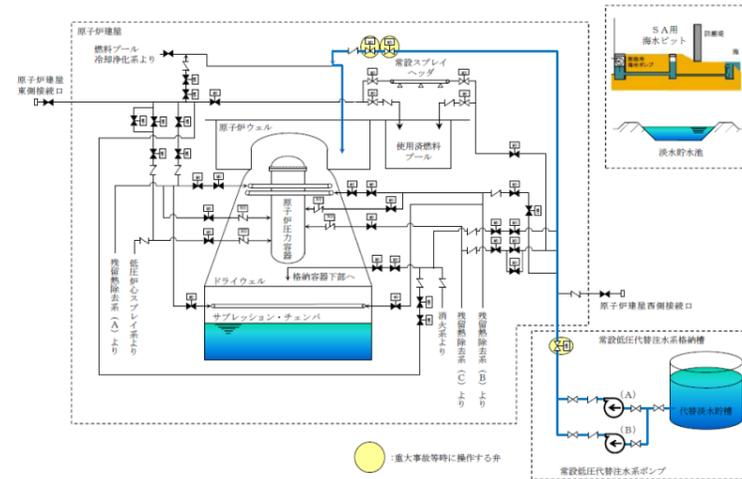 原子炉建屋
燃料プール
冷却浄化系より
原子炉建屋
東側接続口
常設スプレイ
ヘッダ
原子炉ウェル
使用済燃料
プール
原子炉圧力容器
ドライウェル
格納容器下部へ
サプレッション・チェンバ
残留熱除去系(A)より
低圧炉心スプレイ系より
消火系より
残留熱除去系(C)より
残留熱除去系(B)より
原子炉建屋西側接続口
SA用
海水ピット
防潮堤
海
淡水貯水池
常設低圧代替注水系格納槽
(A)
(B)
代替淡水貯槽
常設低圧代替注水系ポンプ
:重大事故等時に操作する弁